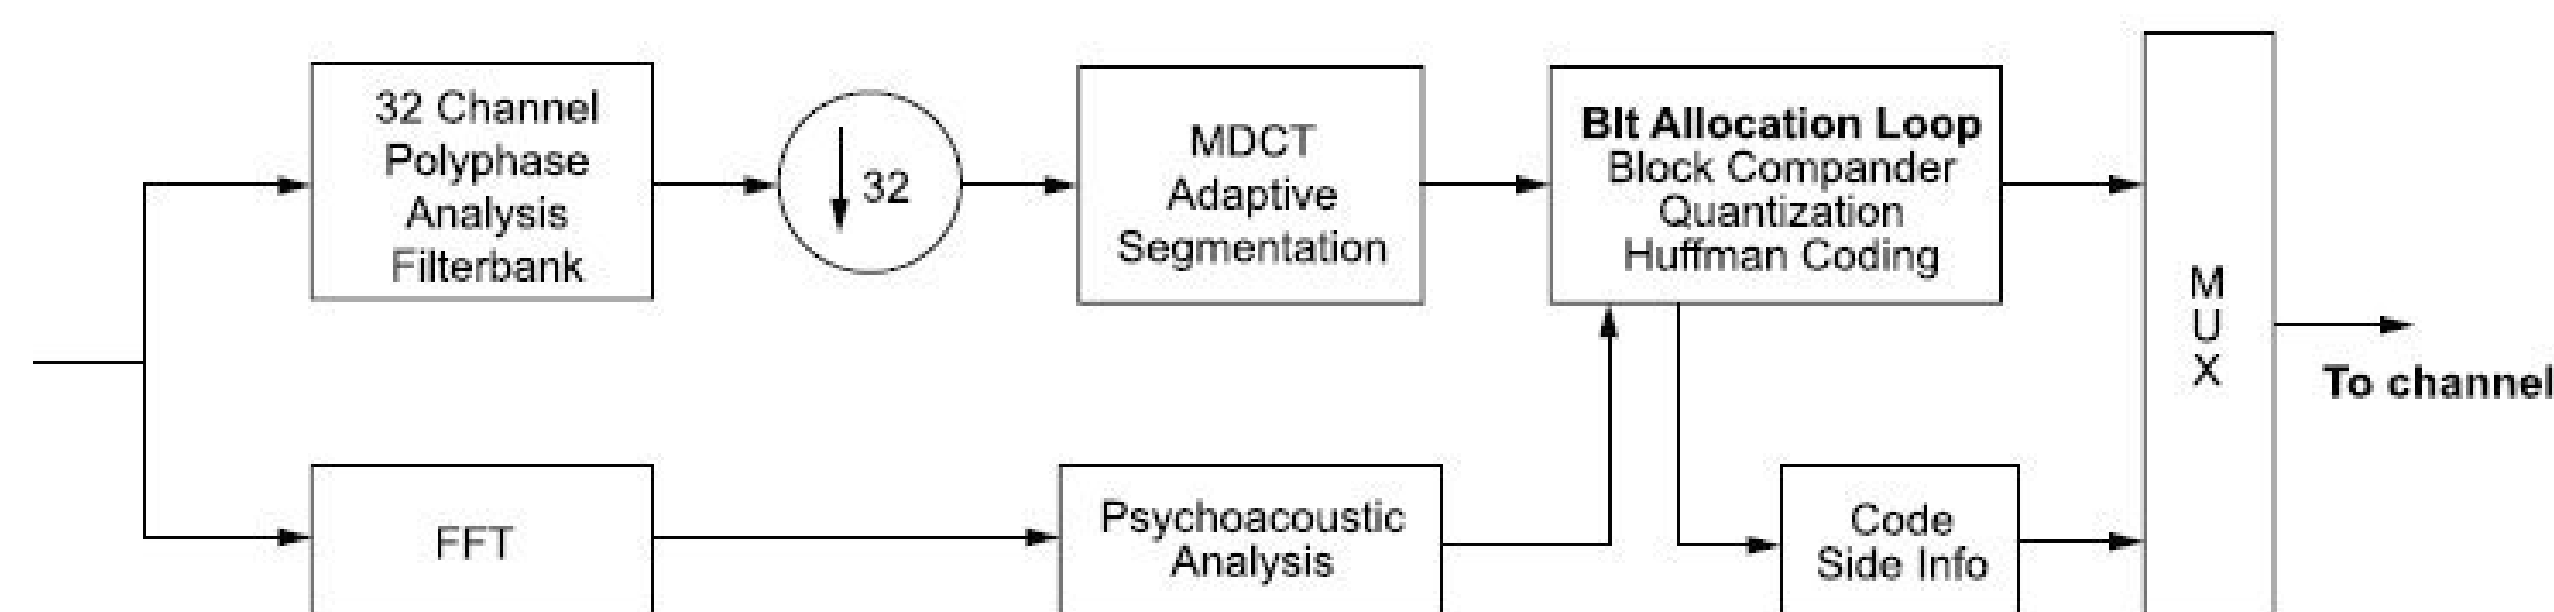 32 Channel
Polyphase
Analysis
Filterbank
32
MDCT
Adaptive
Segmentation
BIt Allocation Loop
Block Compander
Quantization
Huffman Coding
M
U
X
To channel
FFT
Psychoacoustic
Analysis
Code
Side Info